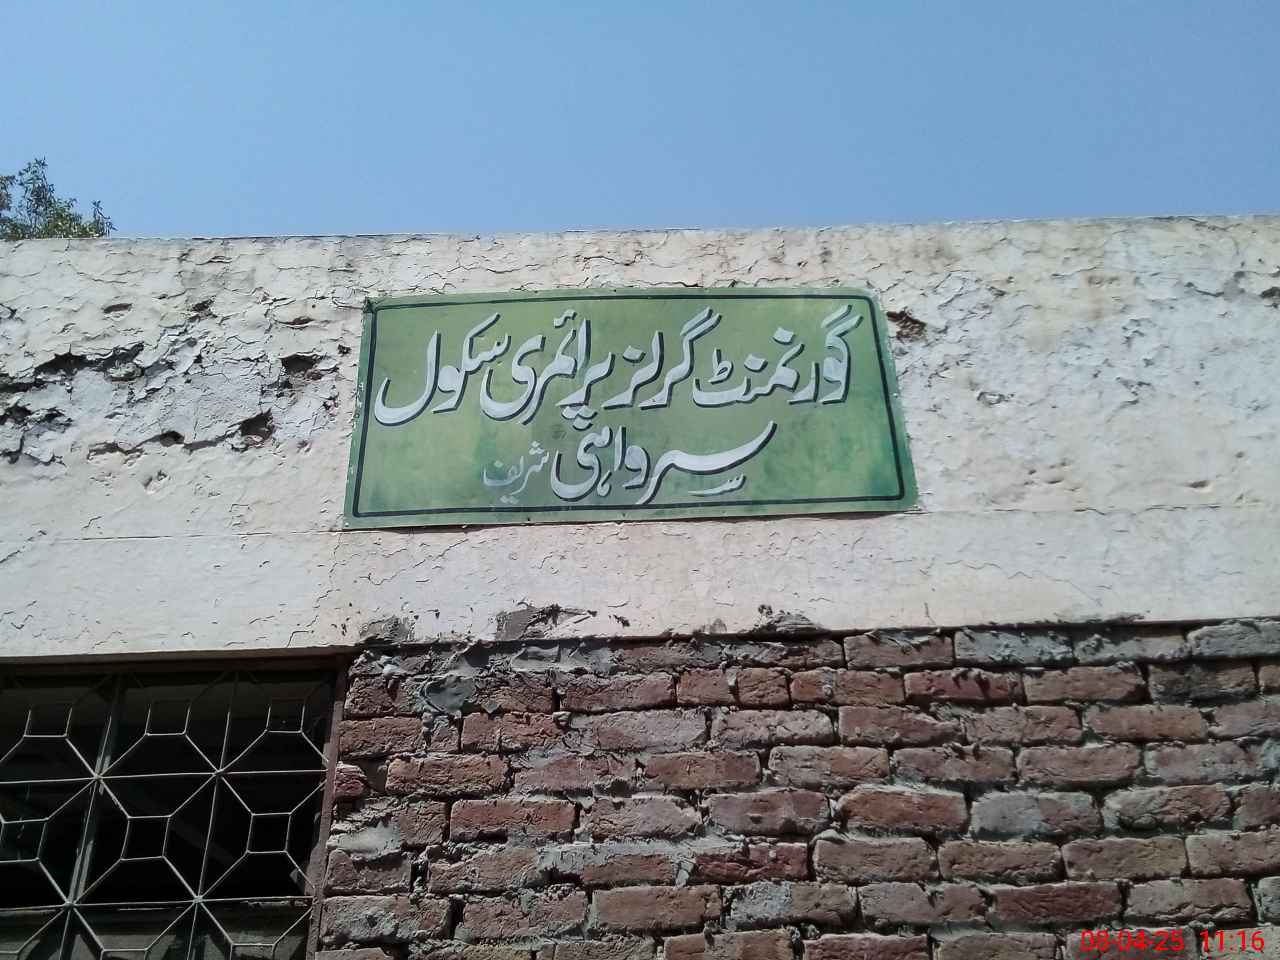 گورنمنٹ گرلز پرائمری سکول
سرواہی شریف
08-04-25 11:16